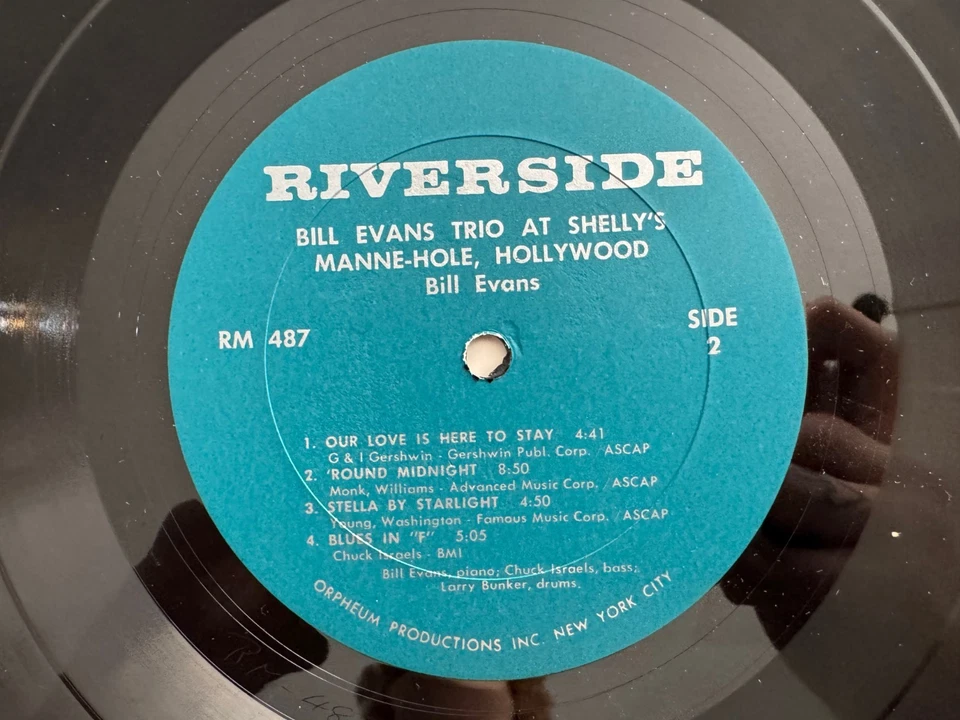 RIVERSIDE
BILL EVANS TRIO AT SHELLY'S
MANNE-HOLE, HOLLYWOOD
Bill Evans
RM 487
SIDE
2
1. OUR LOVE IS HERE TO STAY 4:41
G & I Gershwin - Gershwin Publ. Corp. /ASCAP
2. 'ROUND MIDNIGHT 8:50
Monk, Williams - Advanced Music Corp. /ASCAP
3. STELLA BY STARLIGHT 4:50
Young, Washington - Famous Music Corp. /ASCAP
4. BLUES IN "F" 5:05
Chuck Israels - BMI
Bill Evans, piano; Chuck Israels, bass;
Larry Bunker, drums.
ORPHEUM PRODUCTIONS INC. NEW YORK CITY